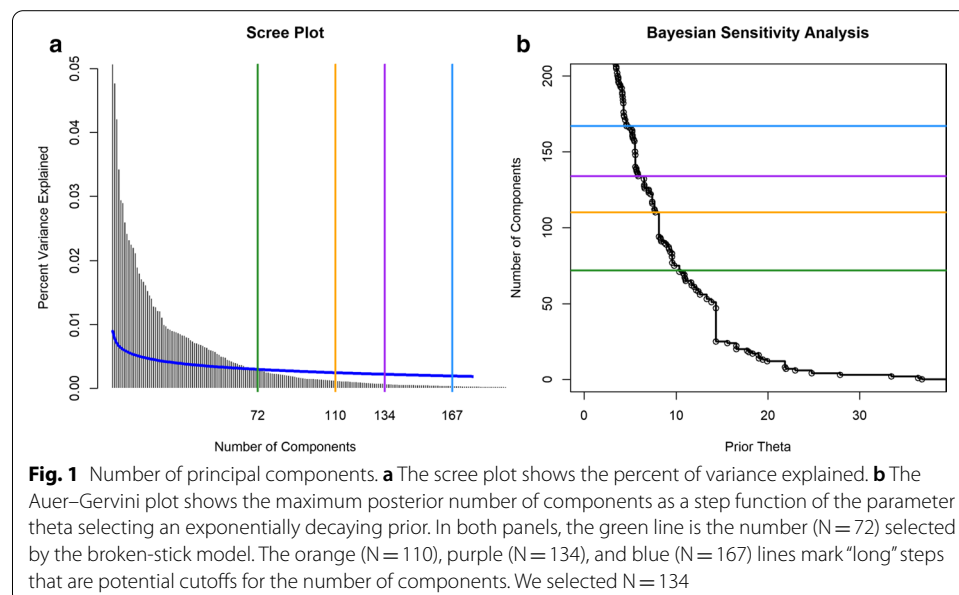 a
Scree Plot
Percent Variance Explained
0.05
0.04
0.03
0.02
0.01
0.00
72
110
134
167
Number of Components
b
Bayesian Sensitivity Analysis
Number of Components
200
150
100
50
0
0
10
20
30
Prior Theta
Fig. 1 Number of principal components. a The scree plot shows the percent of variance explained. b The
Auer–Gervini plot shows the maximum posterior number of components as a step function of the parameter
theta selecting an exponentially decaying prior. In both panels, the green line is the number (N = 72) selected
by the broken-stick model. The orange (N = 110), purple (N = 134), and blue (N = 167) lines mark “long” steps
that are potential cutoffs for the number of components. We selected N = 134